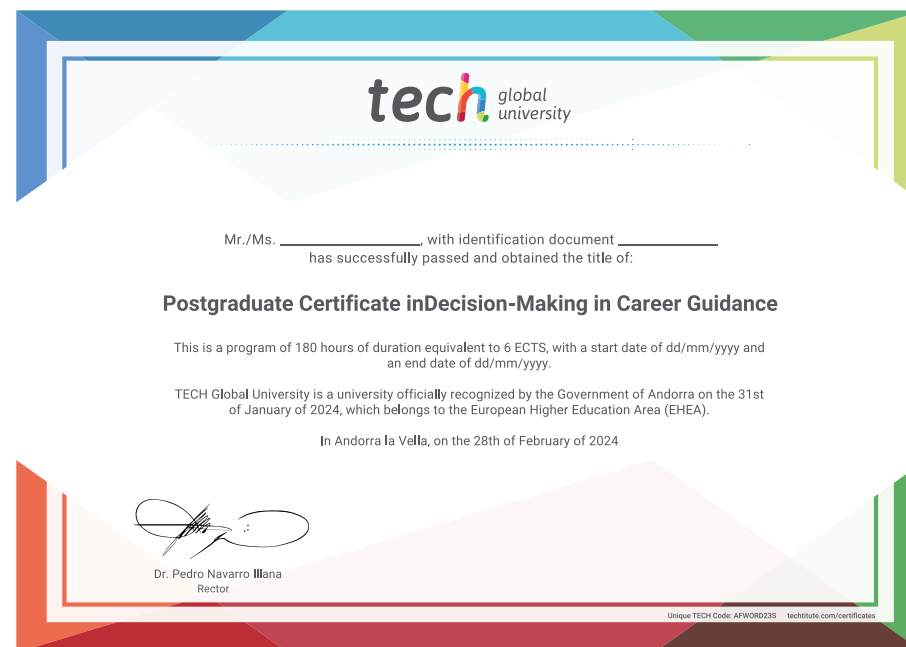 tech global university
Mr./Ms. ________________, with identification document ____________
has successfully passed and obtained the title of:
Postgraduate Certificate inDecision-Making in Career Guidance
This is a program of 180 hours of duration equivalent to 6 ECTS, with a start date of dd/mm/yyyy and
an end date of dd/mm/yyyy.
TECH Global University is a university officially recognized by the Government of Andorra on the 31st
of January of 2024, which belongs to the European Higher Education Area (EHEA).
In Andorra la Vella, on the 28th of February of 2024
Dr. Pedro Navarro Illana
Rector
Unique TECH Code: AFWORD23S techtitute.com/certificates